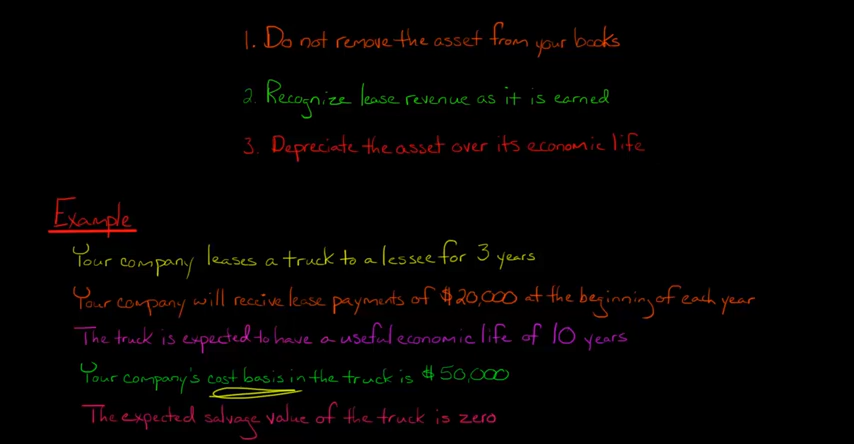 1. Do not remove the asset from your books
2. Recognize lease revenue as it is earned
3. Depreciate the asset over its economic life
Example
Your company leases a truck to a lessee for 3 years
Your company will receive lease payments of $20,000 at the beginning of each year
The truck is expected to have a useful economic life of 10 years
Your company's cost basis in the truck is $50,000
The expected salvage value of the truck is zero